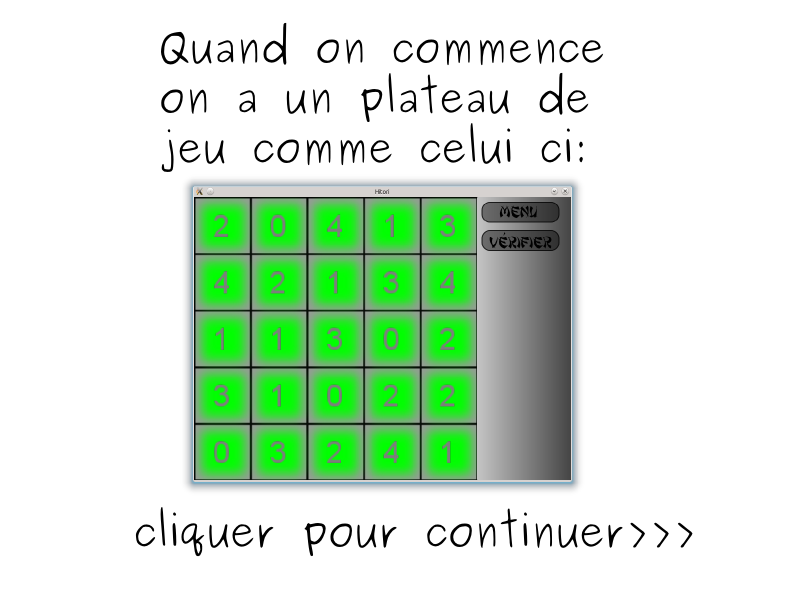 Quand on commence
on a un plateau de
jeu comme celui ci:
Hitori
2 0 4 1 3
MENU
VÉRIFIER
4 2 1 3 4
1 1 3 0 2
3 1 0 2 2
0 3 2 4 1
cliquer pour continuer>>>